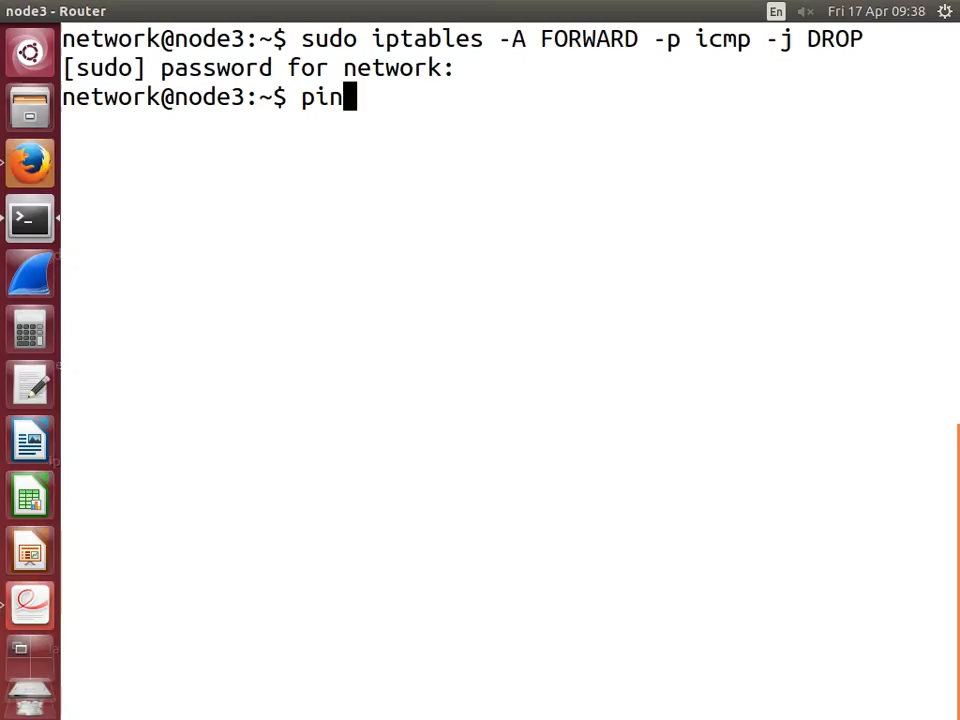 node3 - Router
En
Fri 17 Apr 09:38
network@node3:~$ sudo iptables -A FORWARD -p icmp -j DROP
[sudo] password for network:
network@node3:~$ pin